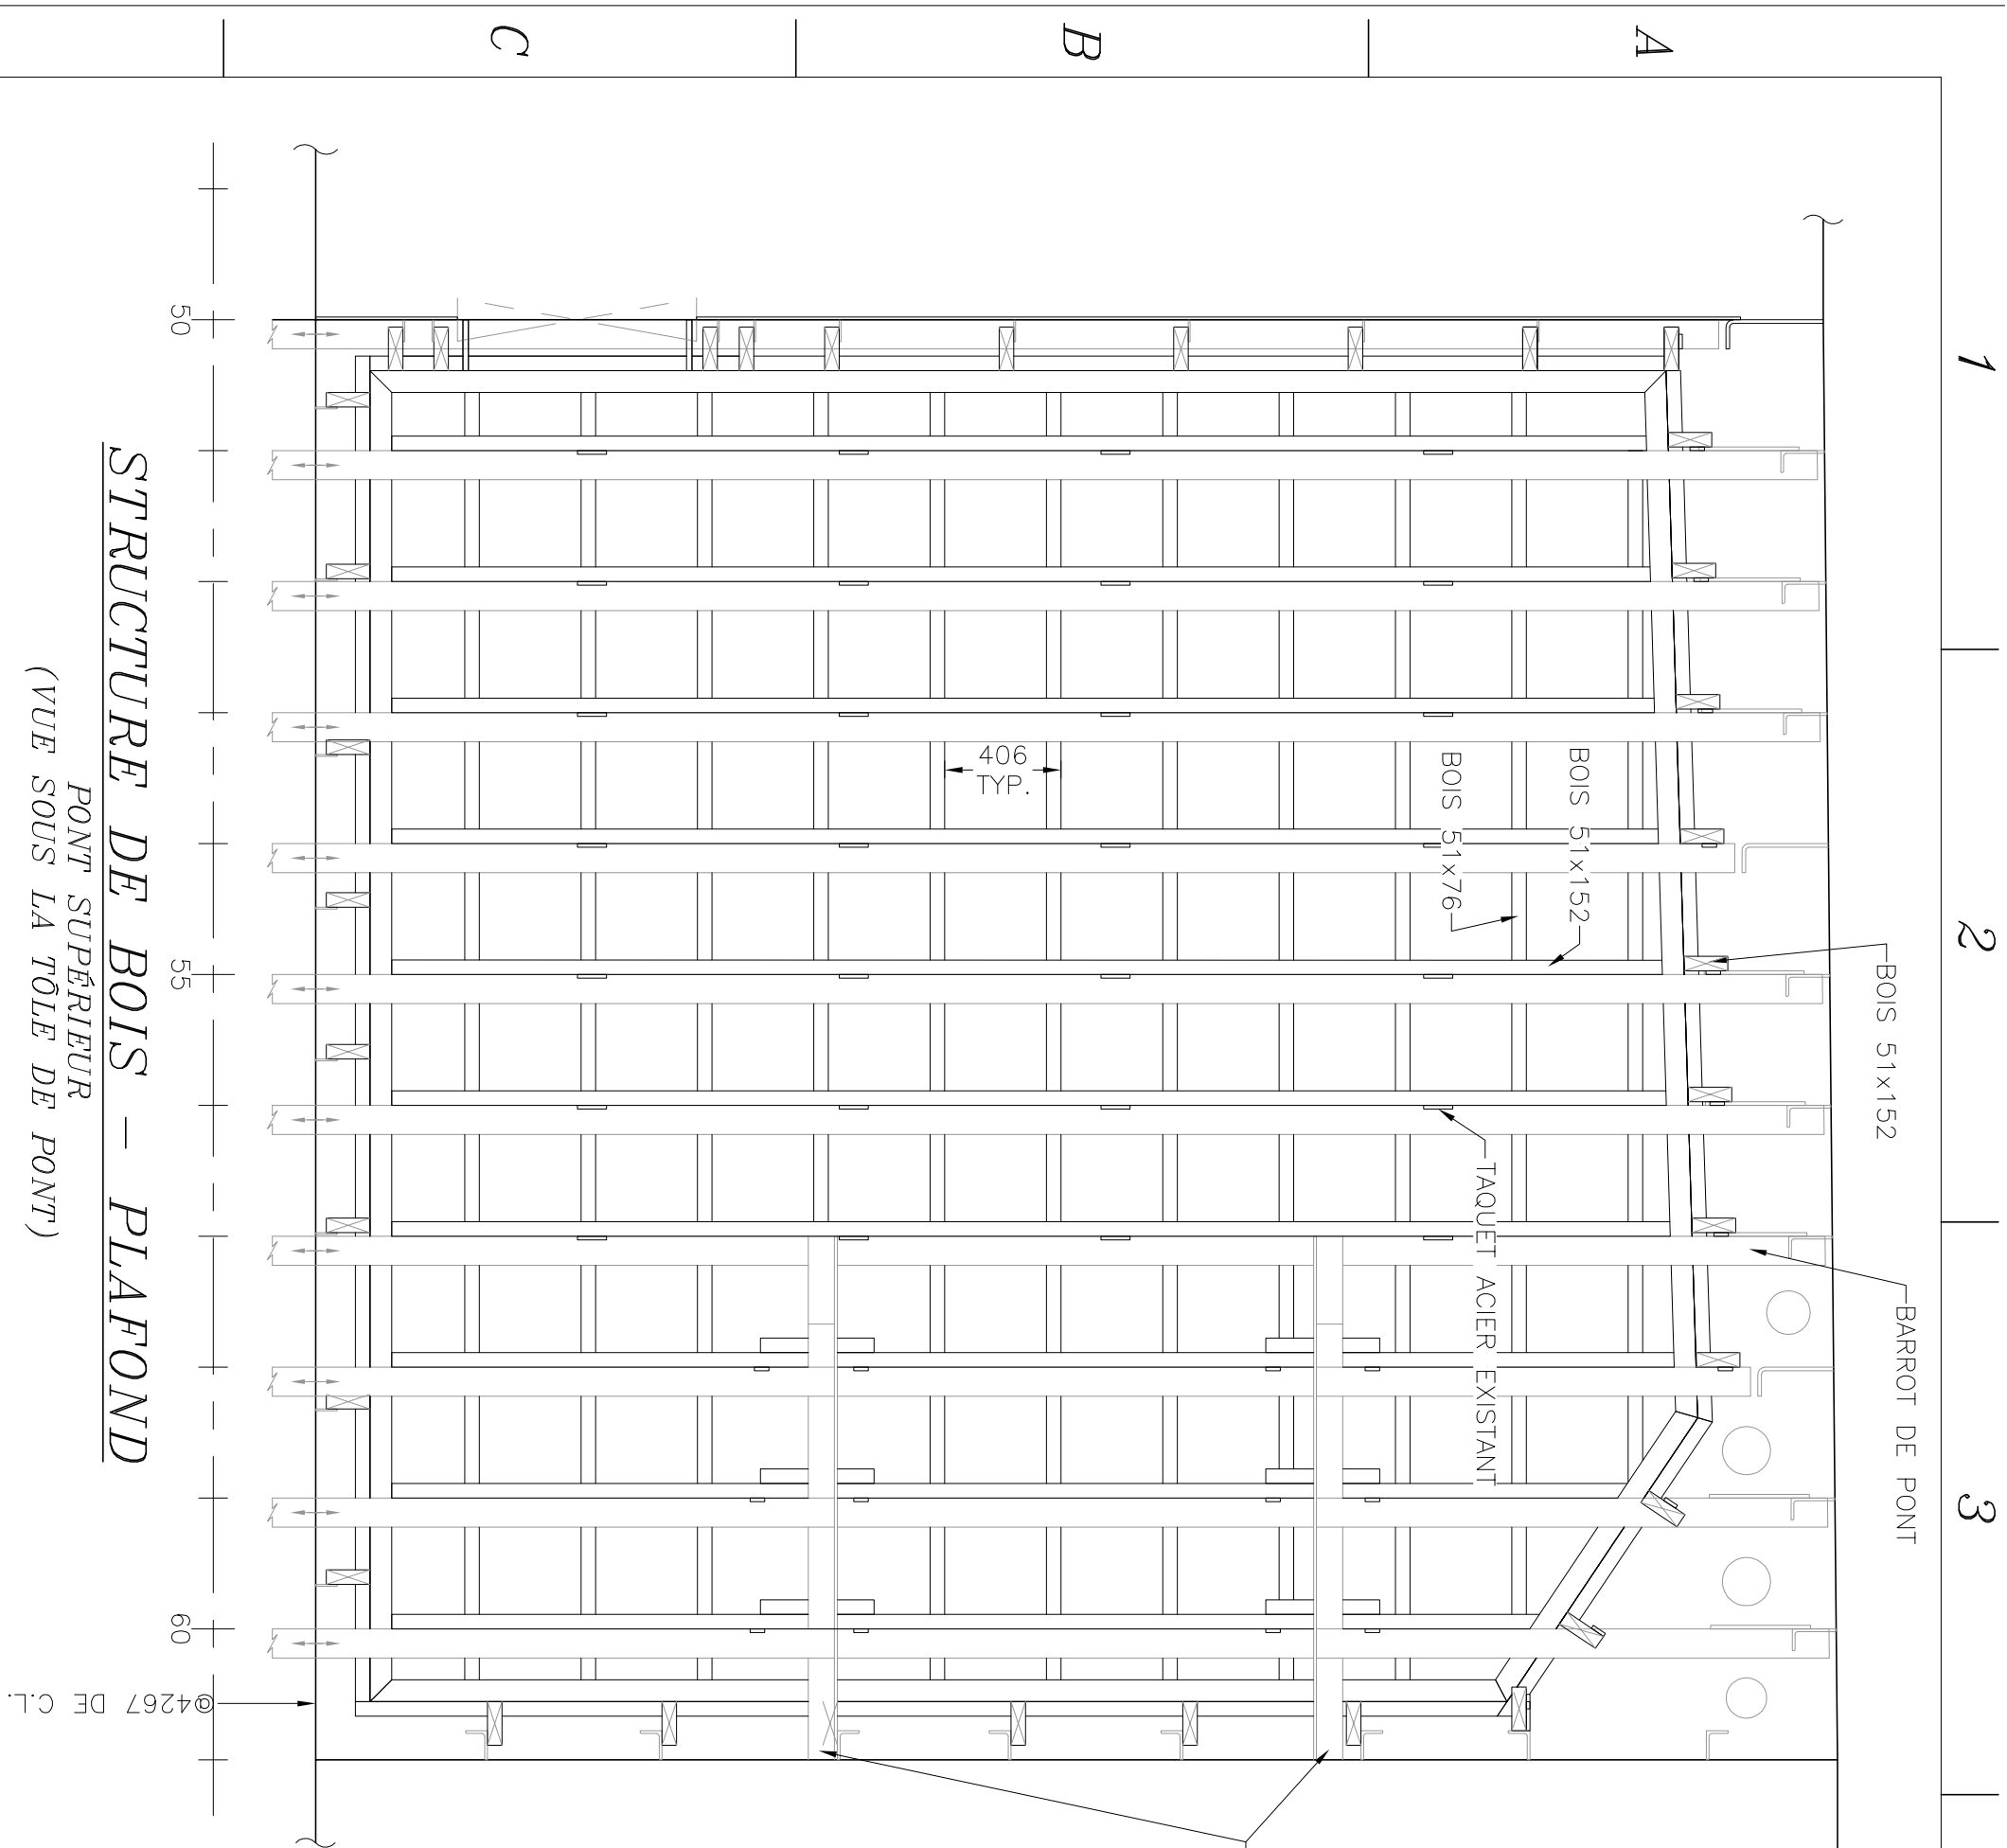 1
2
3
A
B
C
BOIS 51x152
BARROT DE PONT
BOIS 51x152
BOIS 51x76
TAQUET ACIER EXISTANT
406
TYP.
50
55
60
@4267 DE C.L.
STRUCTURE DE BOIS - PLAFOND
PONT SUPÉRIEUR
(VUE SOUS LA TÔLE DE PONT)